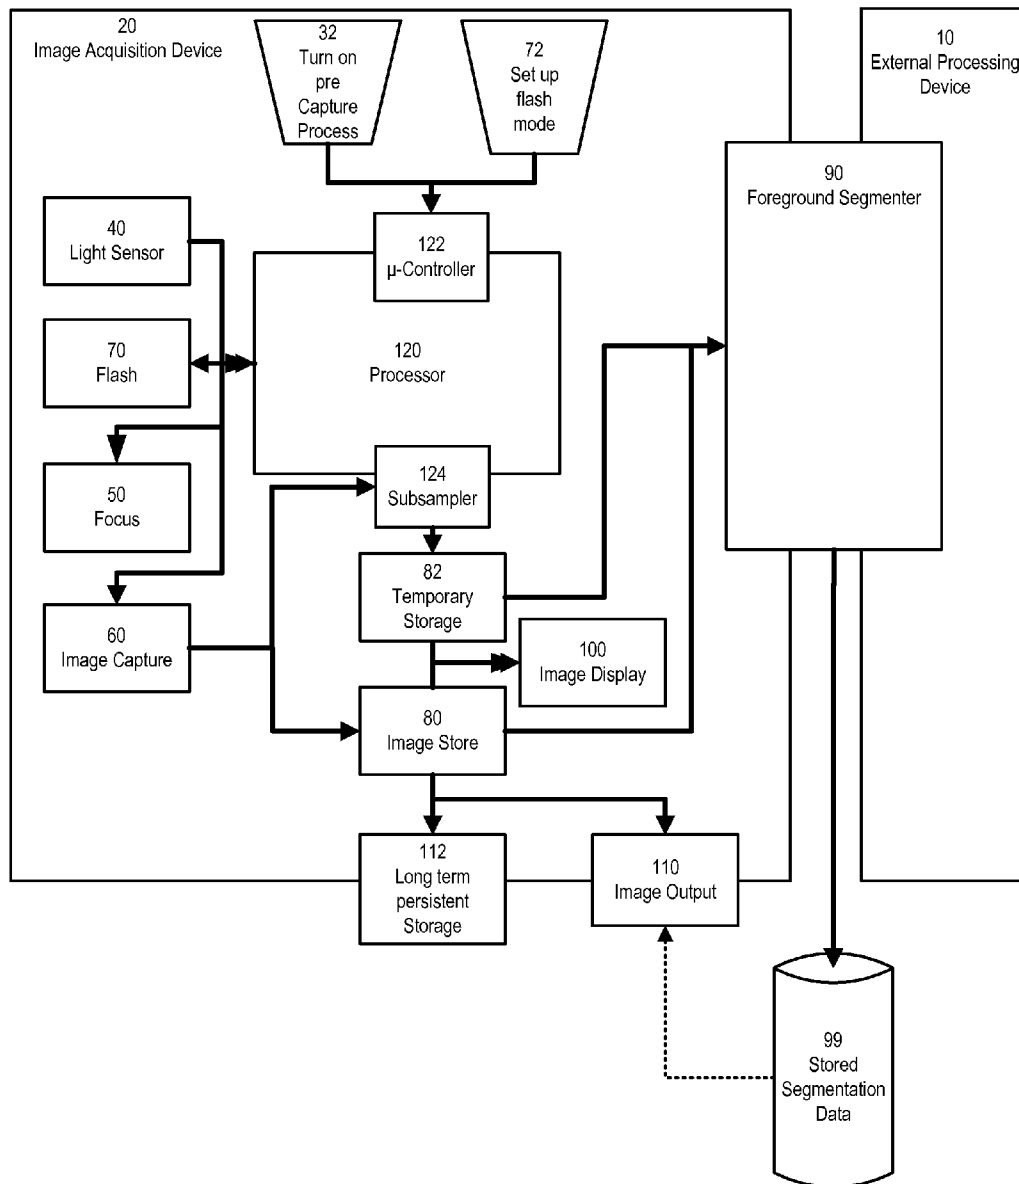 20
Image Acquisition Device
32
Turn on
pre
Capture
Process
72
Set up
flash
mode
10
External Processing
Device
90
Foreground Segmenter
40
Light Sensor
122
µ-Controller
70
Flash
120
Processor
50
Focus
124
Subsampler
82
Temporary
Storage
60
Image Capture
100
Image Display
80
Image Store
112
Long term
persistent
Storage
110
Image Output
99
Stored
Segmentation
Data